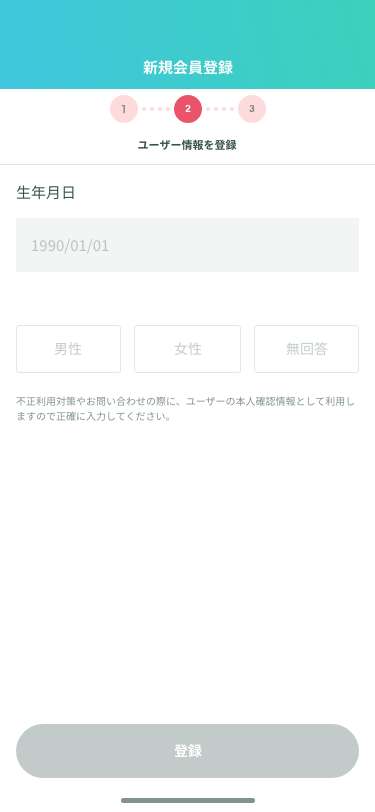 新規会員登録
1 2 3
ユーザー情報を登録
生年月日
1990/01/01
男性 女性 無回答
不正利用対策やお問い合わせの際に、ユーザーの本人確認情報として利用し
ますので正確に入力してください。
登録